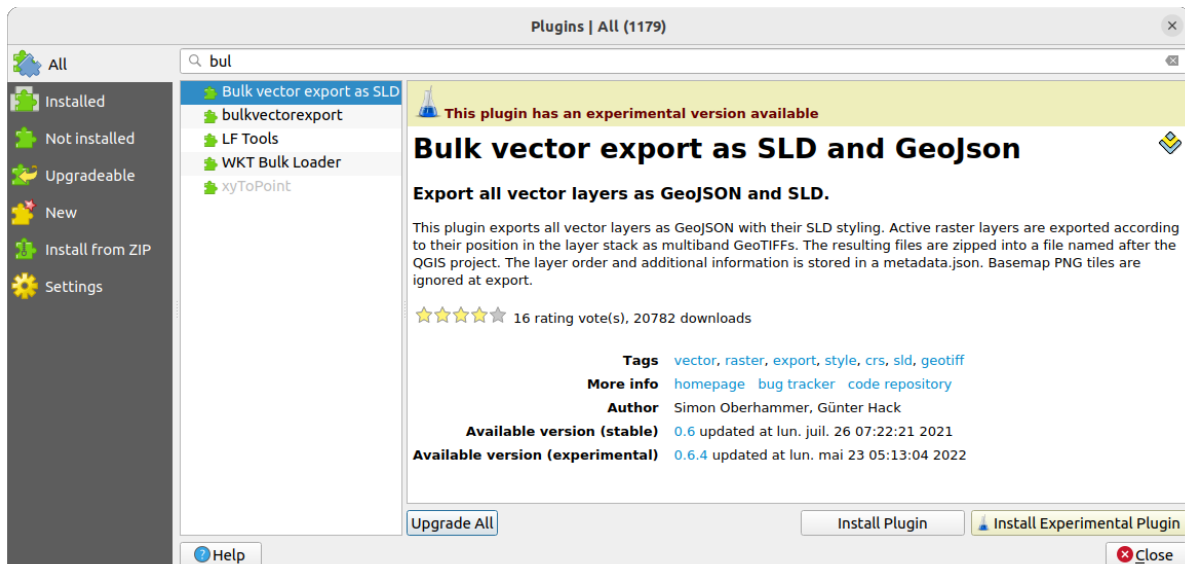 Plugins | All (1179)
All
Installed
Not installed
Upgradeable
New
Install from ZIP
Settings
bul
Bulk vector export as SLD
bulkvectorexport
LF Tools
WKT Bulk Loader
xyToPoint
This plugin has an experimental version available
Bulk vector export as SLD and GeoJson
Export all vector layers as GeoJSON and SLD.
This plugin exports all vector layers as GeoJSON with their SLD styling. Active raster layers are exported according
to their position in the layer stack as multiband GeoTIFFs. The resulting files are zipped into a file named after the
QGIS project. The layer order and additional information is stored in a metadata.json. Basemap PNG tiles are
ignored at export.
16 rating vote(s), 20782 downloads
Tags vector, raster, export, style, crs, sld, geotiff
More info homepage bug tracker code repository
Author Simon Oberhammer, Günter Hack
Available version (stable) 0.6 updated at lun. juil. 26 07:22:21 2021
Available version (experimental) 0.6.4 updated at lun. mai 23 05:13:04 2022
Upgrade All Install Plugin Install Experimental Plugin
Help Close